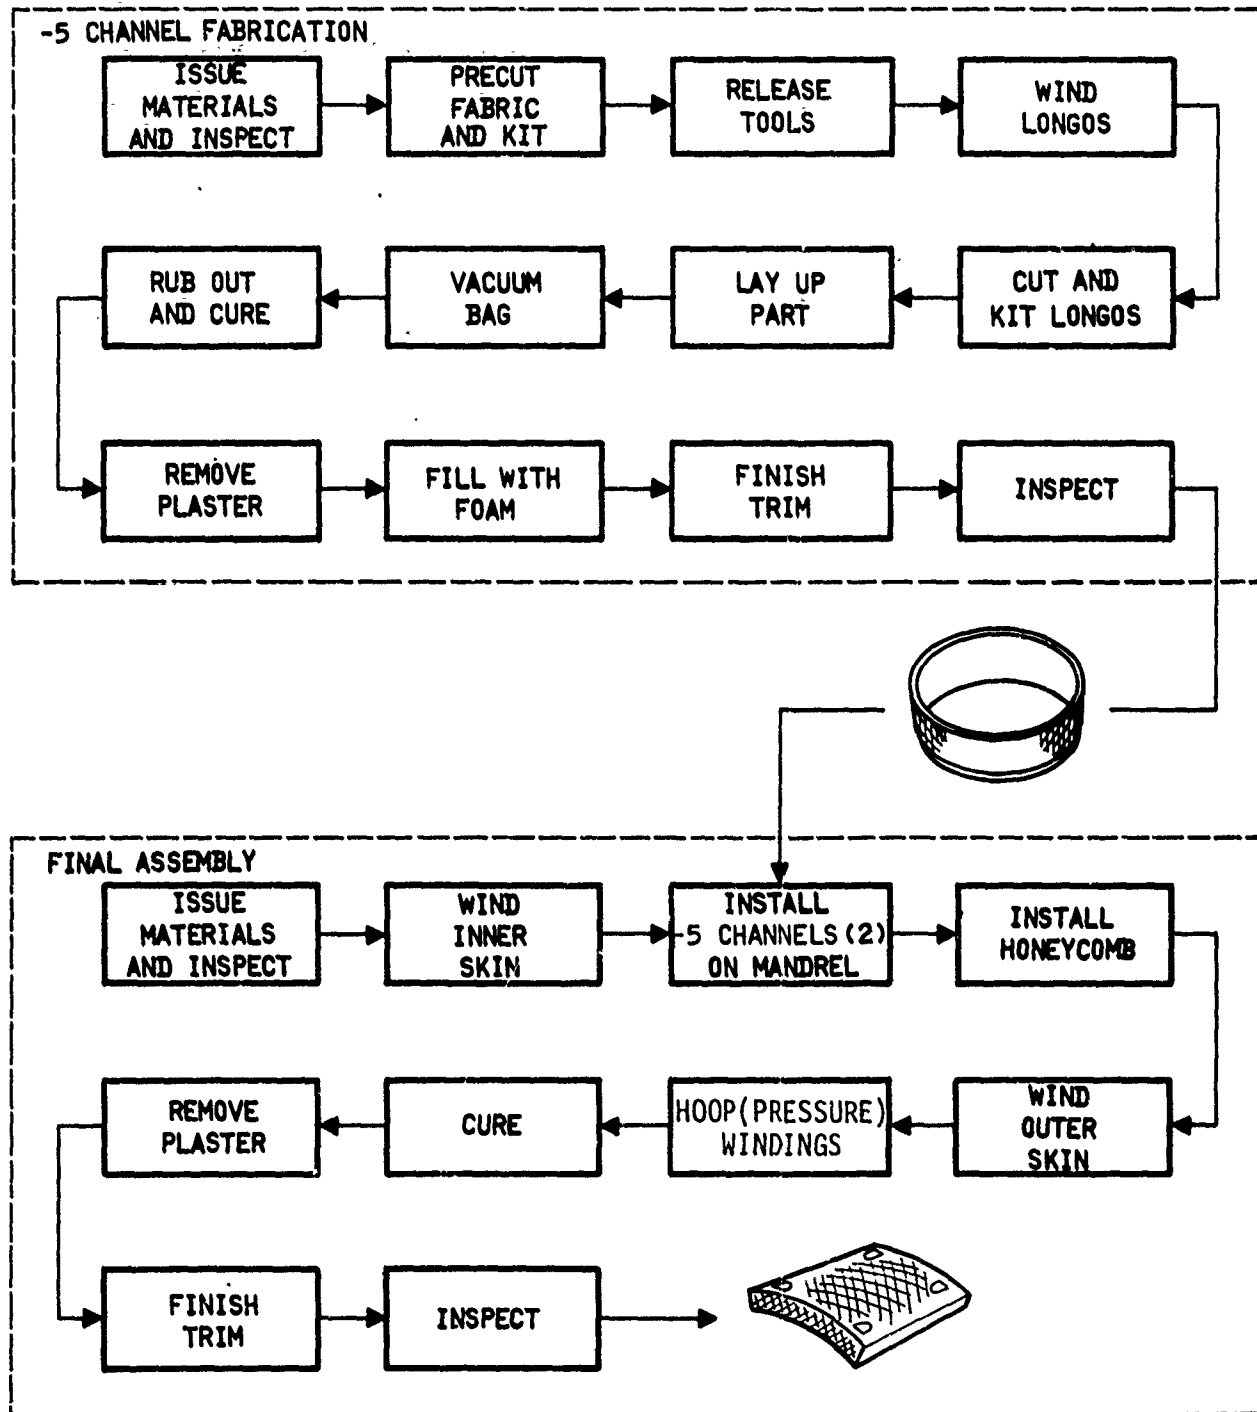 -5 CHANNEL FABRICATION
ISSUE
MATERIALS
AND INSPECT
PRECUT
FABRIC
AND KIT
RELEASE
TOOLS
WIND
LONGOS
CUT AND
KIT LONGOS
LAY UP
PART
VACUUM
BAG
RUB OUT
AND CURE
REMOVE
PLASTER
FILL WITH
FOAM
FINISH
TRIM
INSPECT
FINAL ASSEMBLY
ISSUE
MATERIALS
AND INSPECT
WIND
INNER
SKIN
INSTALL
-5 CHANNELS (2)
ON MANDREL
INSTALL
HONEYCOMB
WIND
OUTER
SKIN
HOOP(PRESSURE)
WINDINGS
CURE
REMOVE
PLASTER
FINISH
TRIM
INSPECT